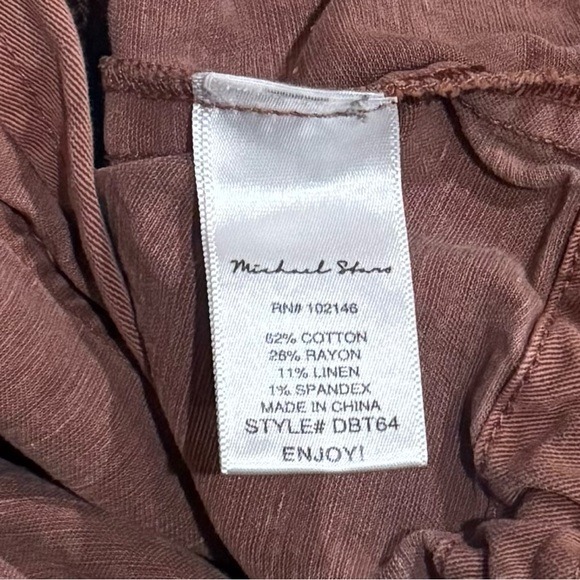 Michael Stars
RN# 102146
62% COTTON
26% RAYON
11% LINEN
1% SPANDEX
MADE IN CHINA
STYLE# DBT64
ENJOY!